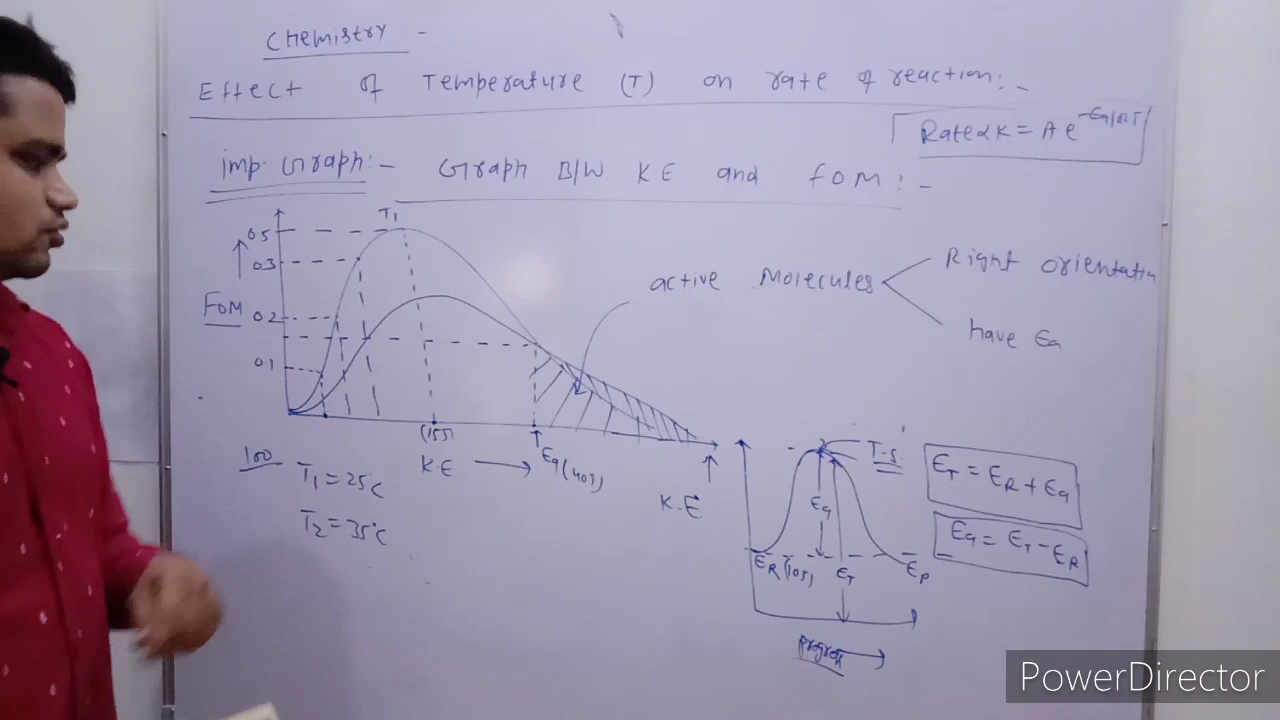 Chemistry :-
Effect of Temperature (T) on rate of reaction :-
Rate α K = A e^-Ea/RT
imp. Graph :- Graph B/W KE and FOM :-
T1
0.5
0.3
FOM
0.2
0.1
active Molecules
Right orientation
have Ea
(15J)
KE
Ea (40J)
K.E
100
T1 = 25°C
T2 = 35°C
T.S
Ea
ER (10J)
ET
EP
Progress
ET = ER + Ea
Ea = ET - ER
PowerDirector